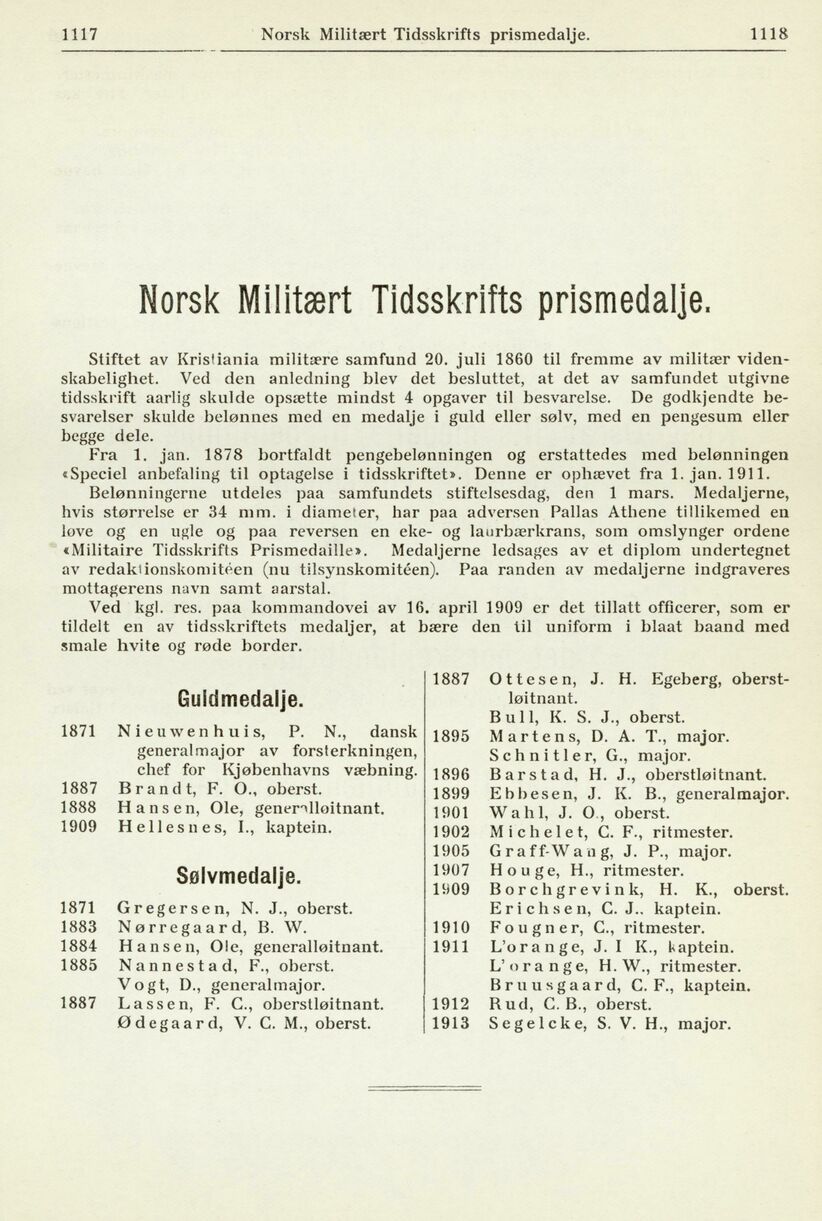 1117 Norsk Militært Tidsskrifts prismedalje. 1118
Norsk Militært Tidsskrifts prismedalje.
Stiftet av Kristiania militære samfund 20. juli 1860 til fremme av militær viden-
skabelighet. Ved den anledning blev det besluttet, at det av samfundet utgivne
tidsskrift aarlig skulde opsætte mindst 4 opgaver til besvarelse. De godkjendte be-
svarelser skulde belønnes med en medalje i guld eller sølv, med en pengesum eller
begge dele.
Fra 1. jan. 1878 bortfaldt pengebelønningen og erstattedes med belønningen
«Speciel anbefaling til optagelse i tidsskriftet». Denne er ophævet fra 1. jan. 1911.
Belønningerne utdeles paa samfundets stiftelsesdag, den 1 mars. Medaljerne,
hvis størrelse er 34 mm. i diameter, har paa adversen Pallas Athene tillikemed en
løve og en ugle og paa reversen en eke- og laurbærkrans, som omslynger ordene
«Militaire Tidsskrifts Prismedaille». Medaljerne ledsages av et diplom undertegnet
av redaktionskomitéen (nu tilsynskomitéen). Paa randen av medaljerne indgraveres
mottagerens navn samt aarstal.
Ved kgl. res. paa kommandovei av 16. april 1909 er det tillatt officerer, som er
tildelt en av tidsskriftets medaljer, at bære den til uniform i blaat baand med
smale hvite og røde border.
Guldmedalje.
1871 Nieuwenhuis, P. N., dansk
generalmajor av forsterkningen,
chef for Kjøbenhavns væbning.
1887 Brandt, F. O., oberst.
1888 Hansen, Ole, generalløitnant.
1909 Hellesnes, I., kaptein.
Sølvmedalje.
1871 Gregersen, N. J., oberst.
1883 Nørregaard, B. W.
1884 Hansen, Ole, generalløitnant.
1885 Nannestad, F., oberst.
Vogt, D., generalmajor.
1887 Lassen, F. C., oberstløitnant.
Ødegaard, V. C. M., oberst.
1887 Ottesen, J. H. Egeberg, oberst-
løitnant.
Bull, K. S. J., oberst.
1895 Martens, D. A. T., major.
Schnitler, G., major.
1896 Barstad, H. J., oberstløitnant.
1899 Ebbesen, J. K. B., generalmajor.
1901 Wahl, J. O., oberst.
1902 Michelet, C. F., ritmester.
1905 Graff-Wang, J. P., major.
1907 Houge, H., ritmester.
1909 Borchgrevink, H. K., oberst.
Erichsen, C. J.. kaptein.
1910 Fougner, C., ritmester.
1911 L'orange, J. I K., kaptein.
L'orange, H. W., ritmester.
Bruusgaard, C. F., kaptein.
1912 Rud, C. B., oberst.
1913 Segelcke, S. V. H., major.